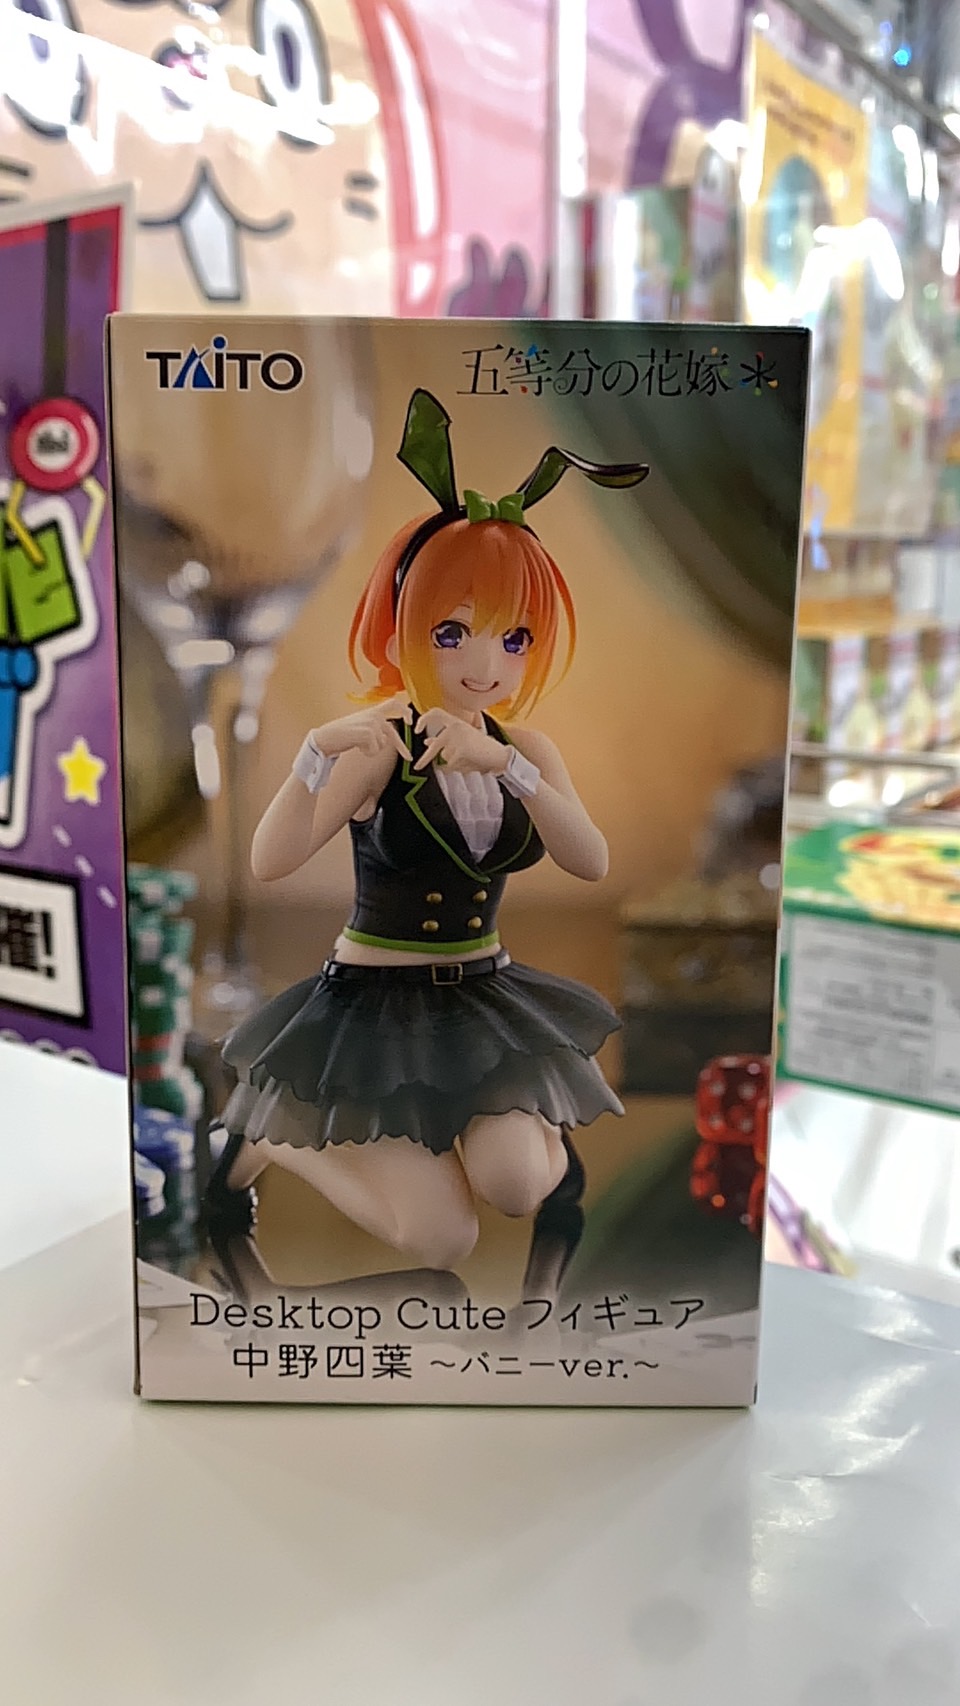 TAITO
五等分の花嫁*
Desktop Cute フィギュア
中野四葉 ~バニーver.~
催!